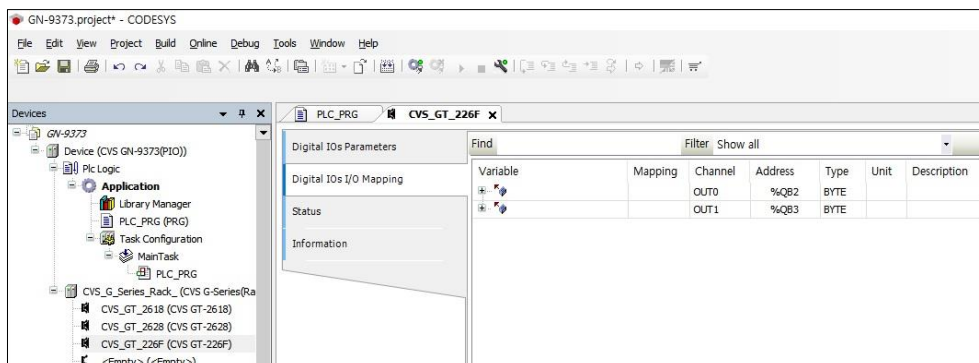 GN-9373.project* - CODESYS
File Edit View Project Build Online Debug Tools Window Help
Devices
PLC_PRG
CVS_GT_226F
GN-9373
Device (CVS GN-9373(PIO))
Plc Logic
Application
Library Manager
PLC_PRG (PRG)
Task Configuration
MainTask
PLC_PRG
CVS_G_Series_Rack_ (CVS G-Series(Ra
CVS_GT_2618 (CVS GT-2618)
CVS_GT_2628 (CVS GT-2628)
CVS_GT_226F (CVS GT-226F)
<Empty> (<Empty>)
Digital IOs Parameters
Digital IOs I/O Mapping
Status
Information
Find Filter Show all
Variable Mapping Channel Address Type Unit Description
OUT0 %QB2 BYTE
OUT1 %QB3 BYTE